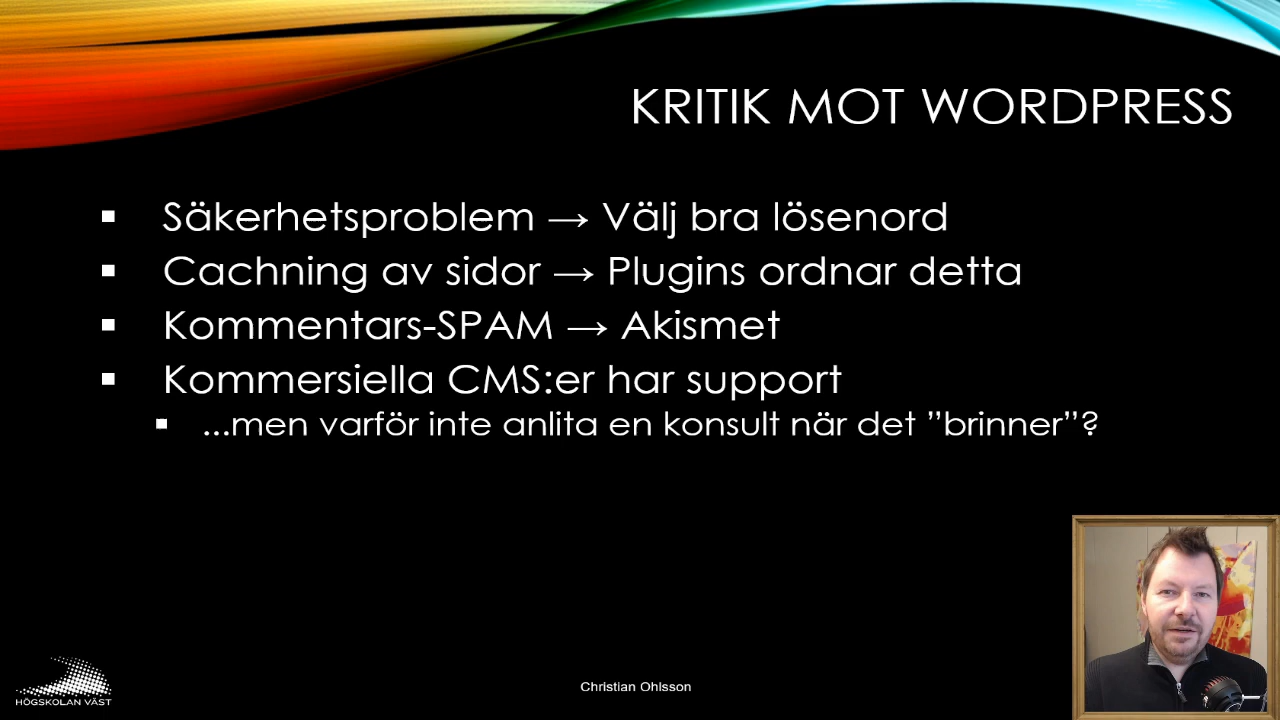 KRITIK MOT WORDPRESS
Säkerhetsproblem → Välj bra lösenord
Cachning av sidor → Plugins ordnar detta
Kommentars-SPAM → Akismet
Kommersiella CMS:er har support
...men varför inte anlita en konsult när det ”brinner”?
HÖGSKOLAN VÄST
Christian Ohlsson